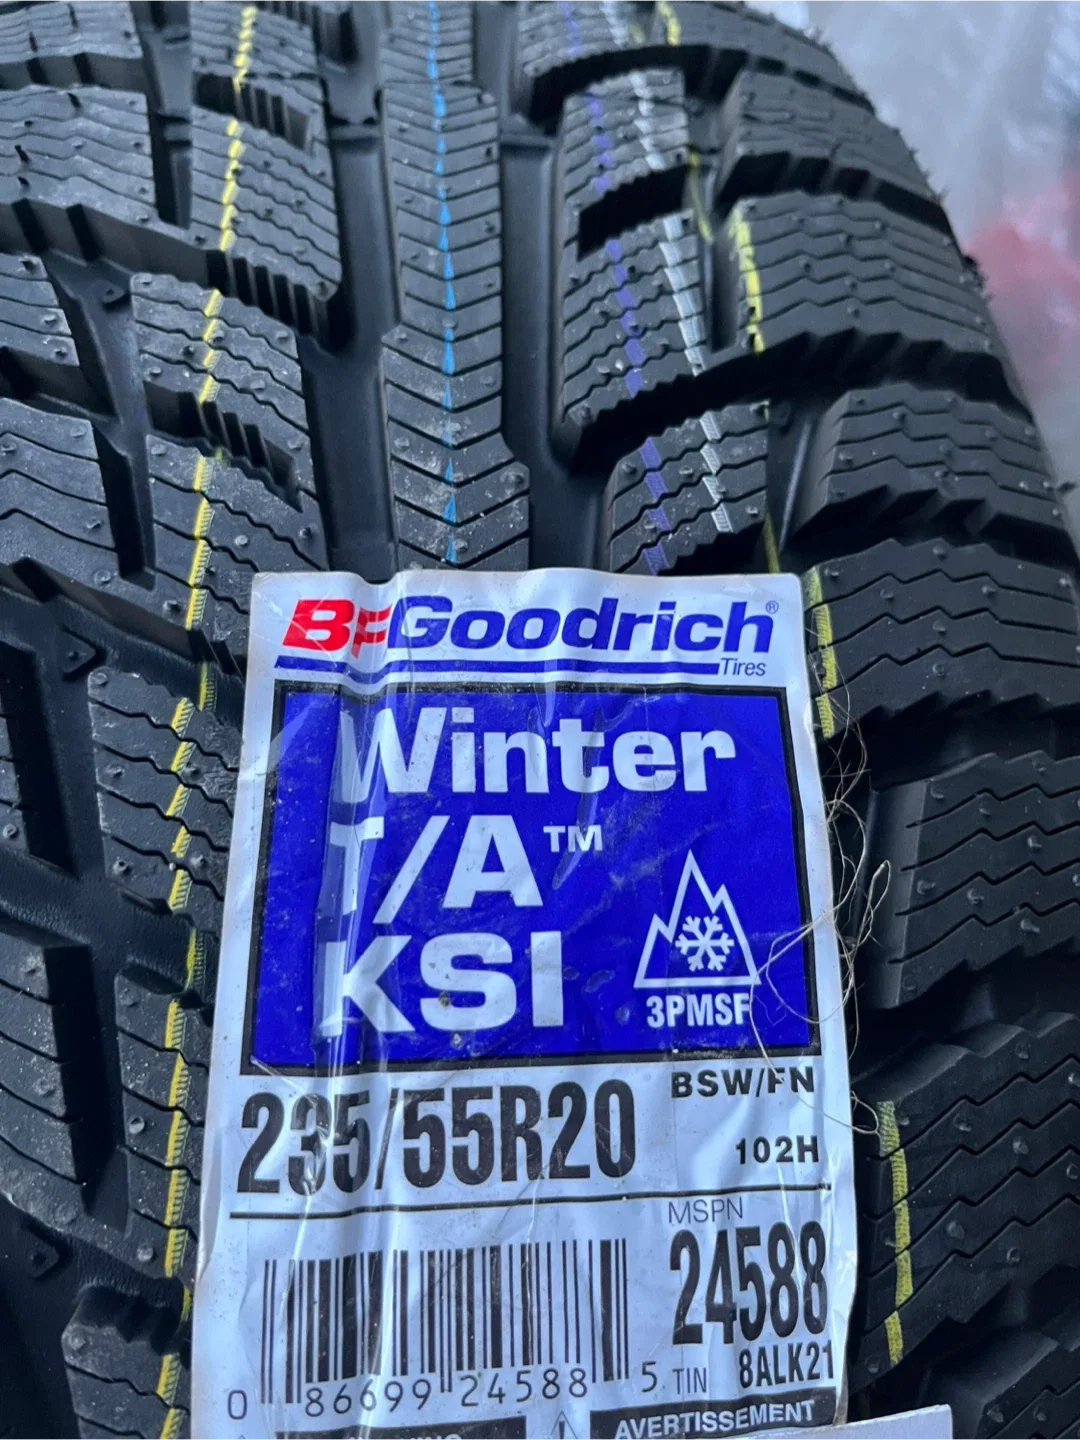 BFGoodrich®
Tires
Winter
T/A™
KSI
3PMSF
BSW/FN
235/55R20
102H
MSPN
24588
0 86699 24588 5
TIN 8ALK21
AVERTISSEMENT